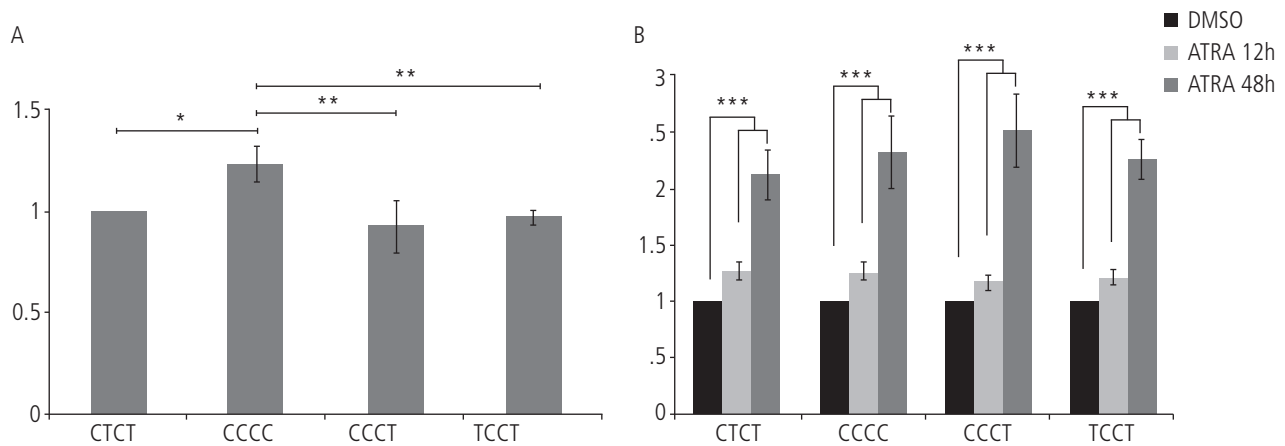 A
1.5
1
0.5
0
* ** **
CTCT CCCC CCCT TCCT
B
DMSO
ATRA 12h
ATRA 48h
3
.5
2
1.5
1
.5
0
*** *** *** ***
CTCT CCCC CCCT TCCT